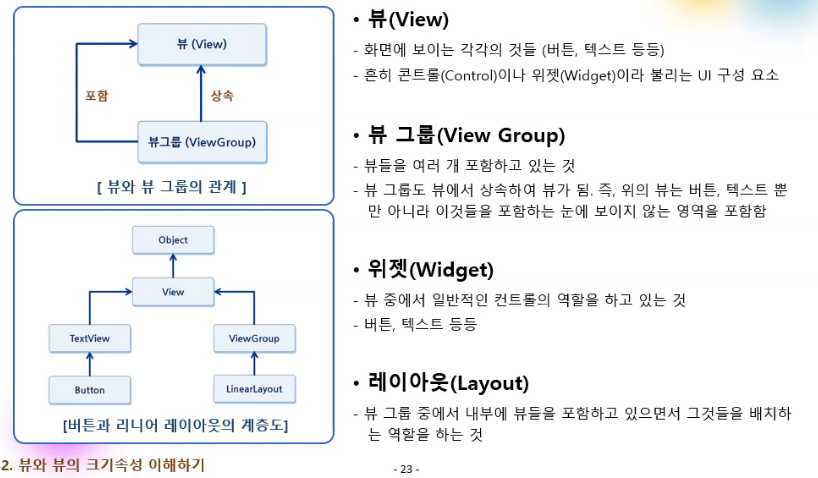 뷰 (View)
포함
상속
뷰그룹 (ViewGroup)
[ 뷰와 뷰 그룹의 관계 ]
Object
View
TextView
ViewGroup
Button
LinearLayout
[버튼과 리니어 레이아웃의 계층도]
• 뷰(View)
- 화면에 보이는 각각의 것들 (버튼, 텍스트 등등)
- 흔히 콘트롤(Control)이나 위젯(Widget)이라 불리는 UI 구성 요소
• 뷰 그룹(View Group)
- 뷰들을 여러 개 포함하고 있는 것
- 뷰 그룹도 뷰에서 상속하여 뷰가 됨. 즉, 위의 뷰는 버튼, 텍스트 뿐
만 아니라 이것들을 포함하는 눈에 보이지 않는 영역을 포함함
• 위젯(Widget)
- 뷰 중에서 일반적인 컨트롤의 역할을 하고 있는 것
- 버튼, 텍스트 등등
• 레이아웃(Layout)
- 뷰 그룹 중에서 내부에 뷰들을 포함하고 있으면서 그것들을 배치하
는 역할을 하는 것
2. 뷰와 뷰의 크기속성 이해하기
- 23 -